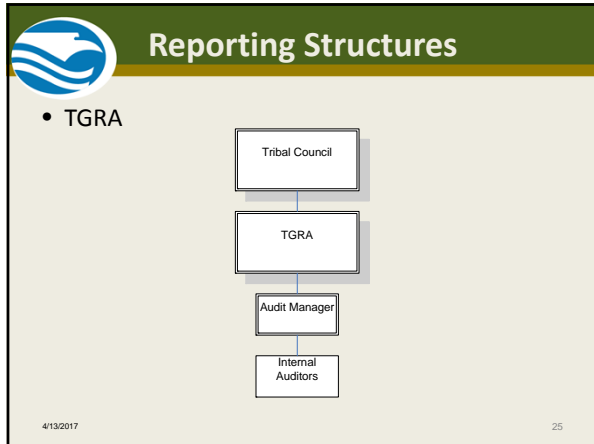 Reporting Structures
• TGRA
Tribal Council
TGRA
Audit Manager
Internal
Auditors
4/13/2017
25